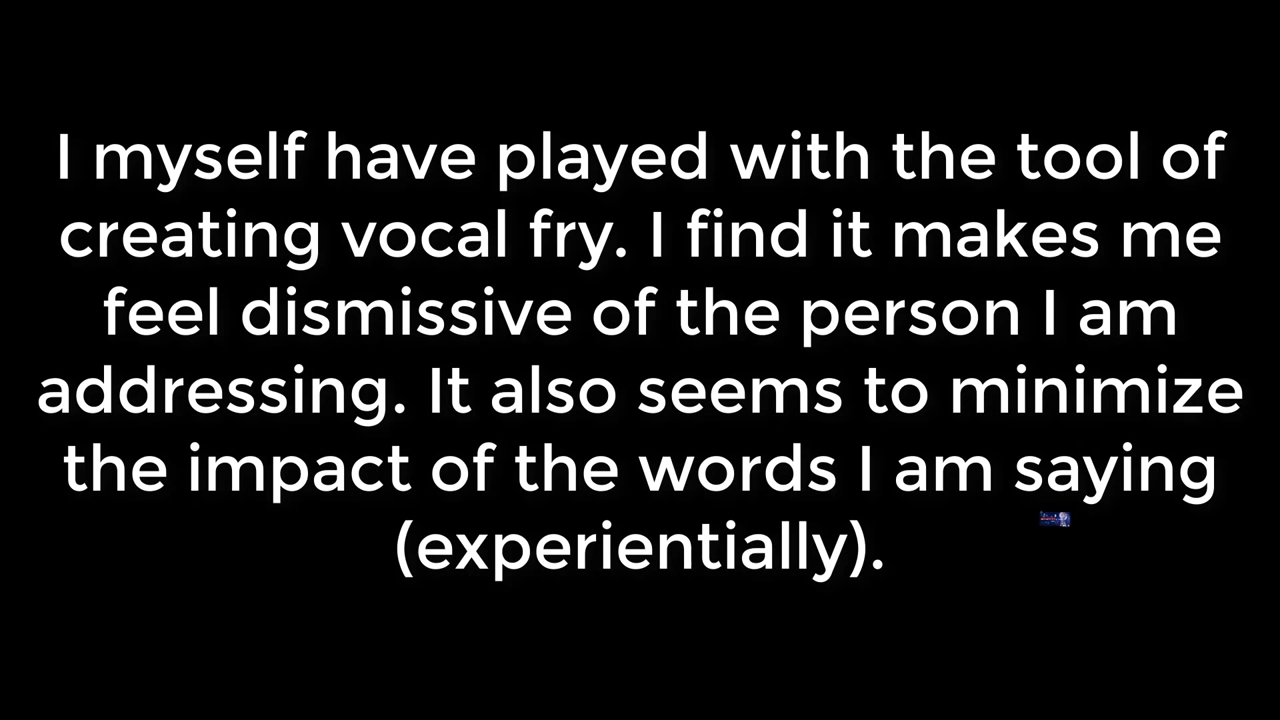 I myself have played with the tool of
creating vocal fry. I find it makes me
feel dismissive of the person I am
addressing. It also seems to minimize
the impact of the words I am saying
(experientially).